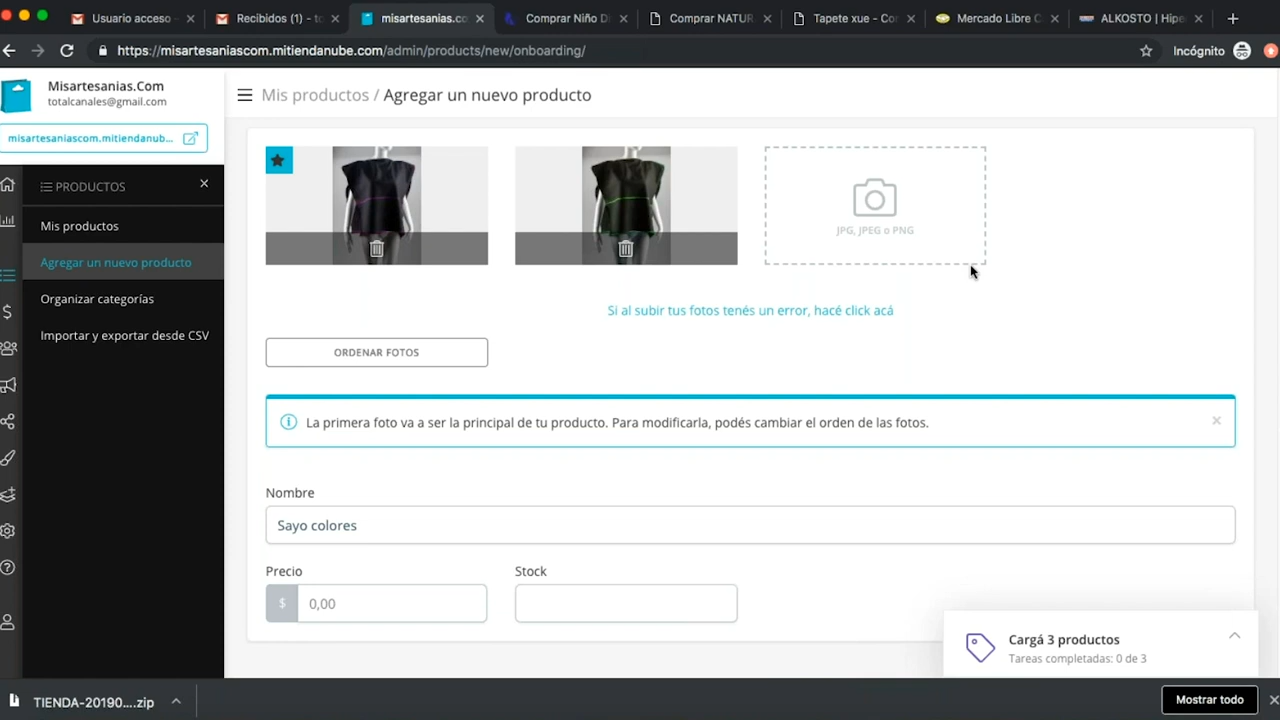 Usuario acceso
Recibidos (1) - to
misartesanias.co
Comprar Niño D
Comprar NATUR
Tapete xue - Cor
Mercado Libre C
ALKOSTO | Hipe
https://misartesaniascom.mitiendanube.com/admin/products/new/onboarding/
Incógnito
Misartesanias.Com
totalcanales@gmail.com
misartesaniascom.mitiendanub...
Mis productos / Agregar un nuevo producto
PRODUCTOS
Mis productos
Agregar un nuevo producto
Organizar categorías
Importar y exportar desde CSV
JPG, JPEG o PNG
Si al subir tus fotos tenés un error, hacé click acá
ORDENAR FOTOS
La primera foto va a ser la principal de tu producto. Para modificarla, podés cambiar el orden de las fotos.
Nombre
Sayo colores
Precio
Stock
$ 0,00
Cargá 3 productos
Tareas completadas: 0 de 3
TIENDA-20190....zip
Mostrar todo